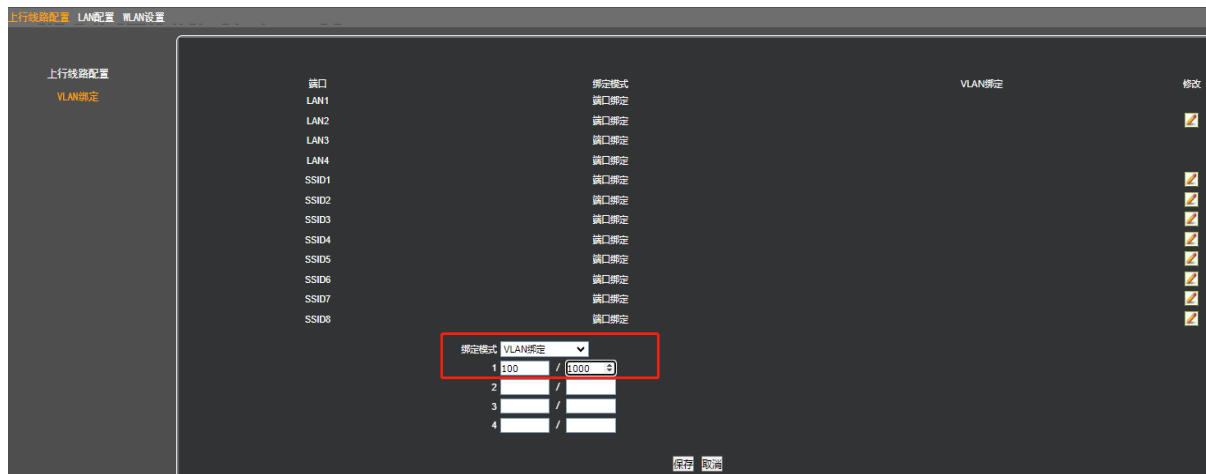 上行线路配置 LAN配置 WLAN设置
上行线路配置
VLAN绑定
端口 绑定模式 VLAN绑定 修改
LAN1 端口绑定
LAN2 端口绑定
LAN3 端口绑定
LAN4 端口绑定
SSID1 端口绑定
SSID2 端口绑定
SSID3 端口绑定
SSID4 端口绑定
SSID5 端口绑定
SSID6 端口绑定
SSID7 端口绑定
SSID8 端口绑定
绑定模式 VLAN绑定
1 100 / 1000
2 /
3 /
4 /
保存 取消